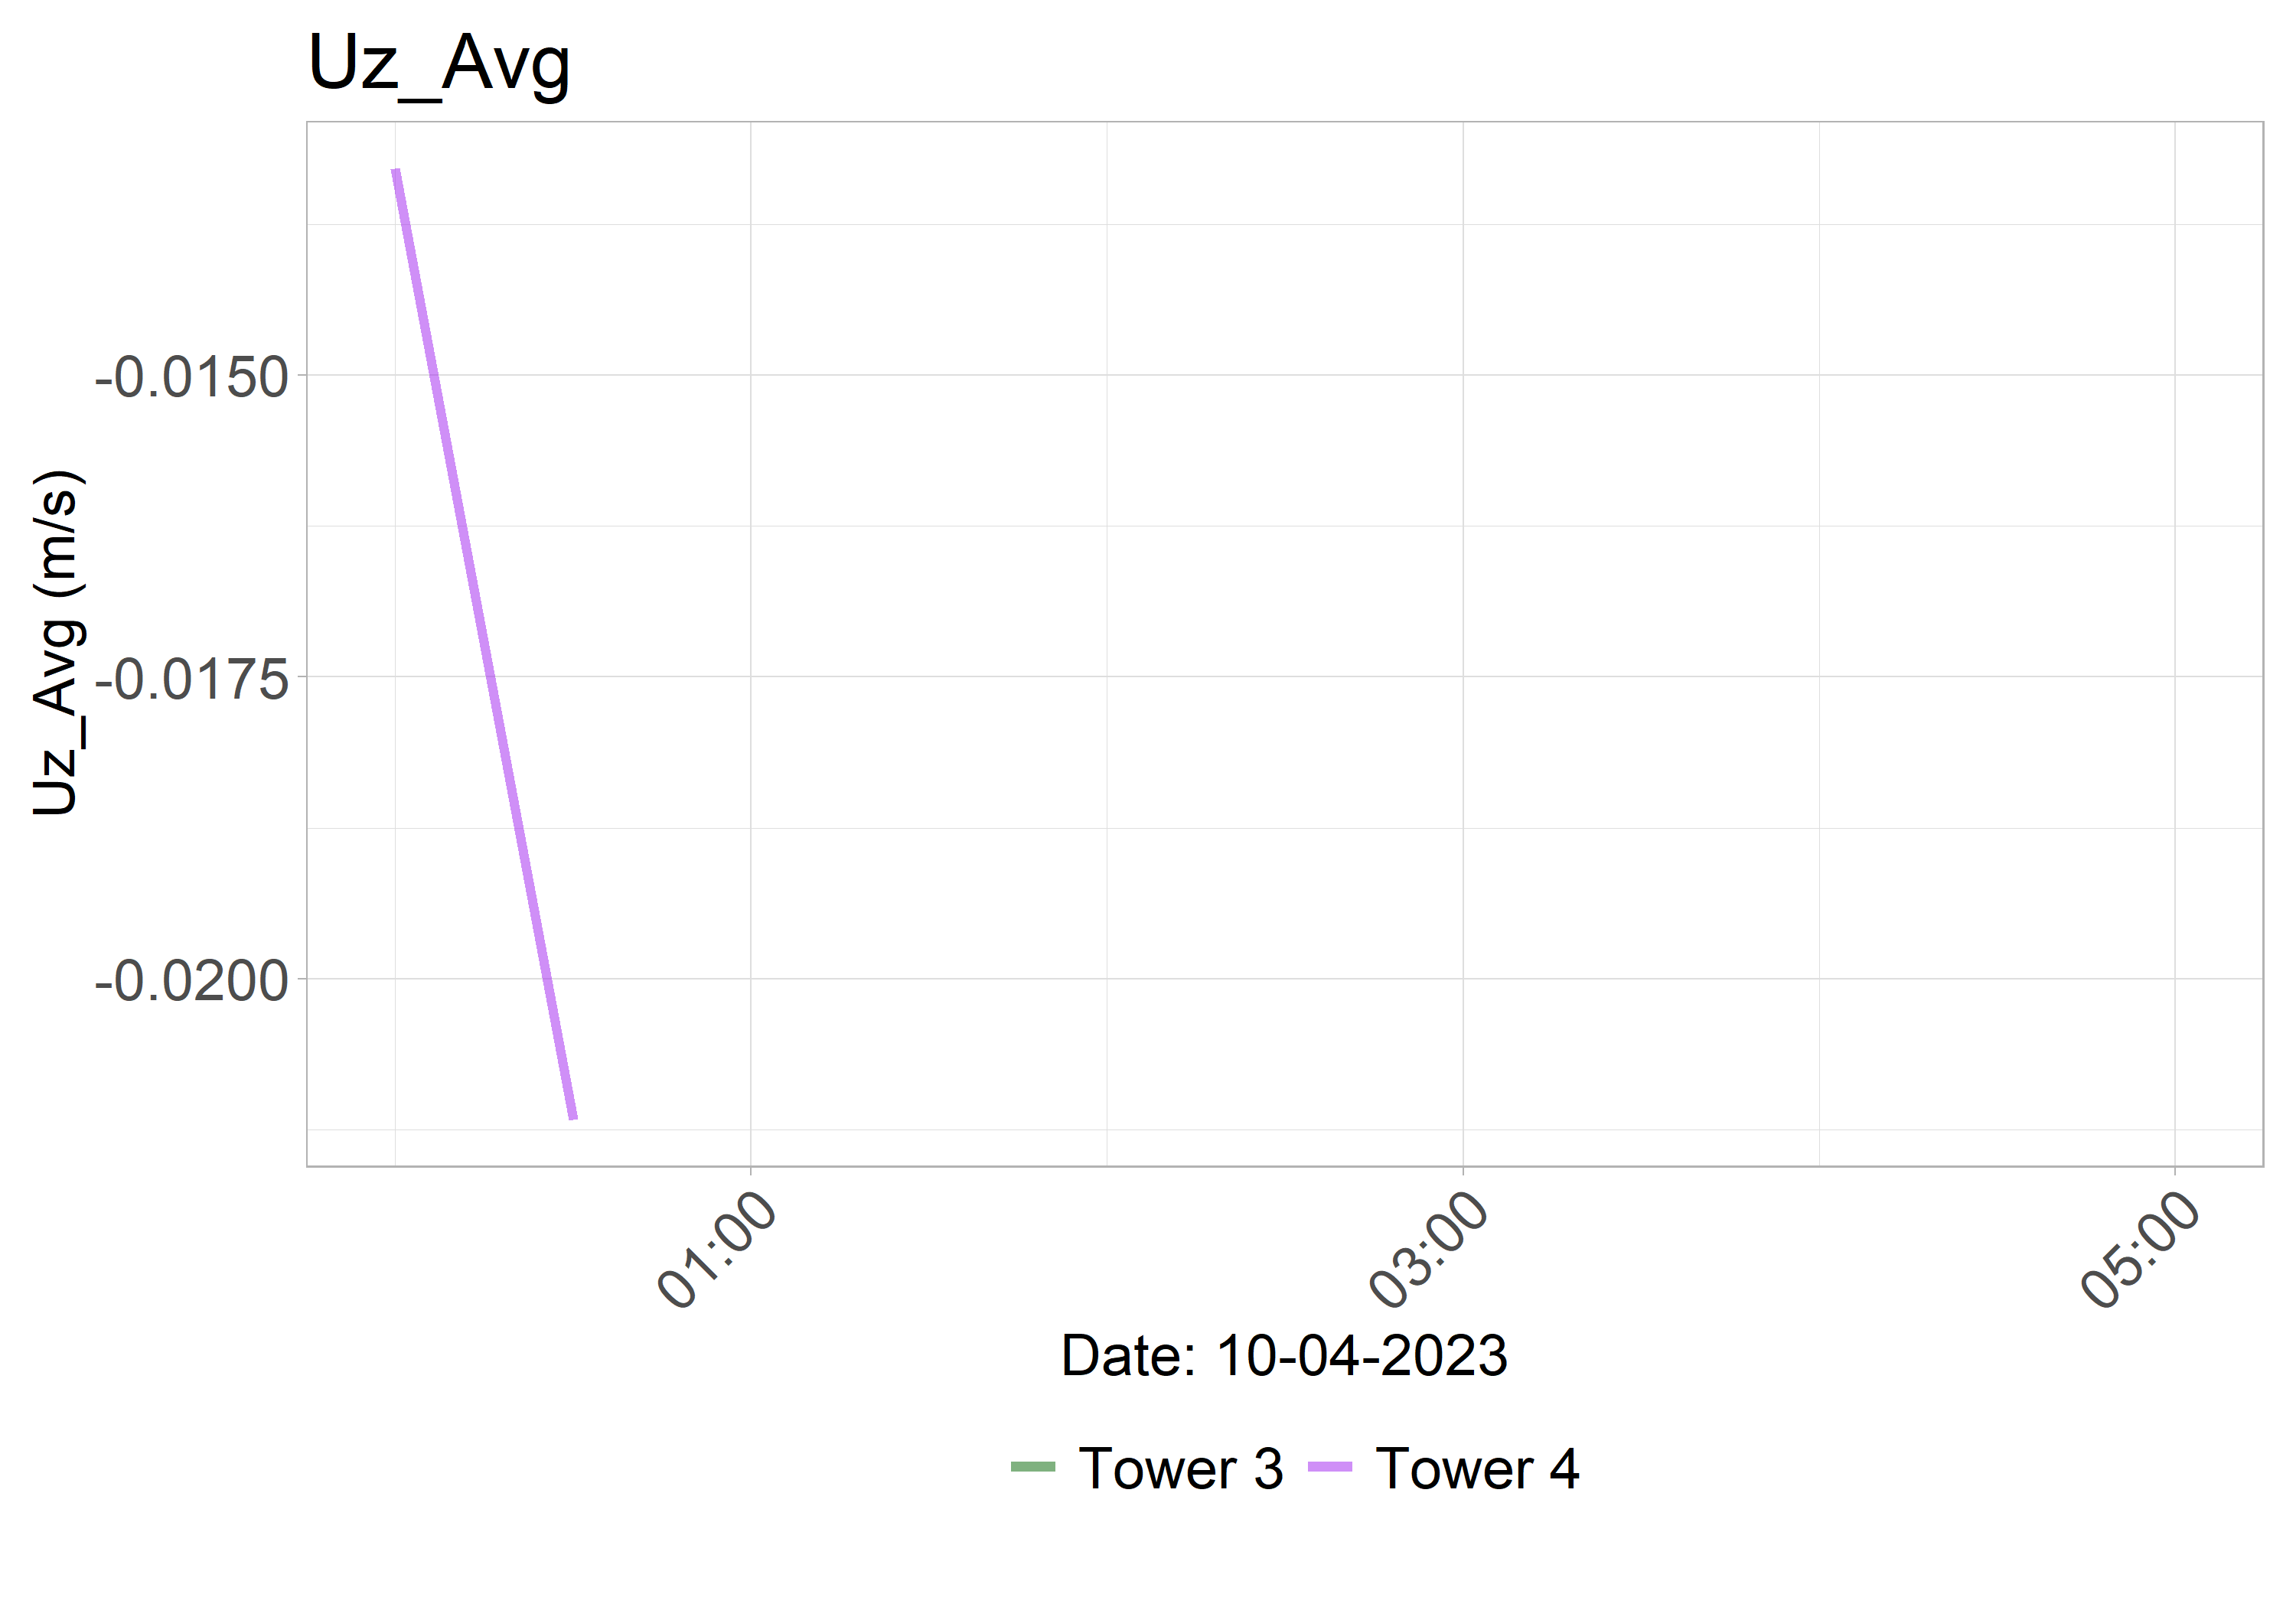 Uz_Avg
Uz_Avg (m/s)
-0.0150
-0.0175
-0.0200
01:00
03:00
05:00
Date: 10-04-2023
Tower 3
Tower 4